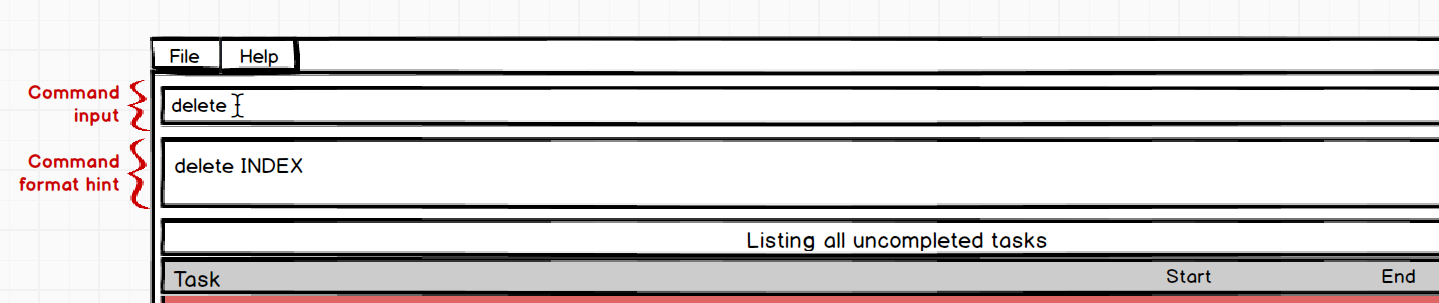 File Help
Command
input
delete
Command
format hint
delete INDEX
Listing all uncompleted tasks
Task Start End